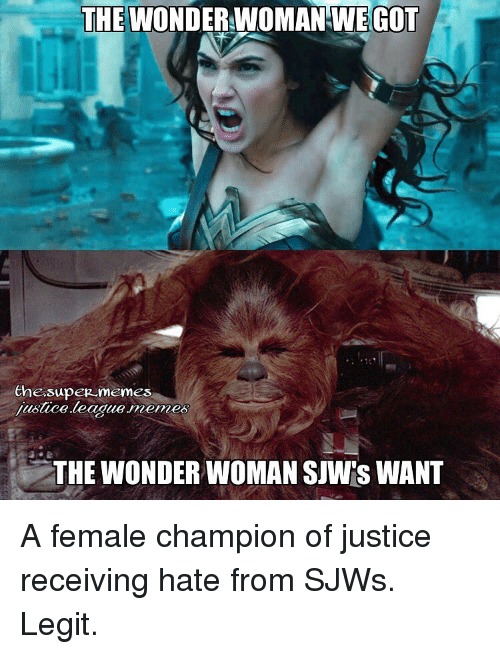 THE WONDER WOMAN WE GOT
the.super.memes
justice.league.memes
THE WONDER WOMAN SJW'S WANT
A female champion of justice
receiving hate from SJWs.
Legit.